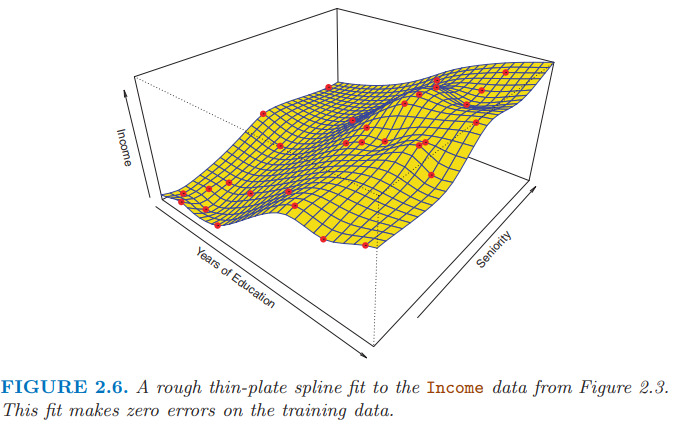 Income
Years of Education
Seniority
FIGURE 2.6. A rough thin-plate spline fit to the Income data from Figure 2.3.
This fit makes zero errors on the training data.